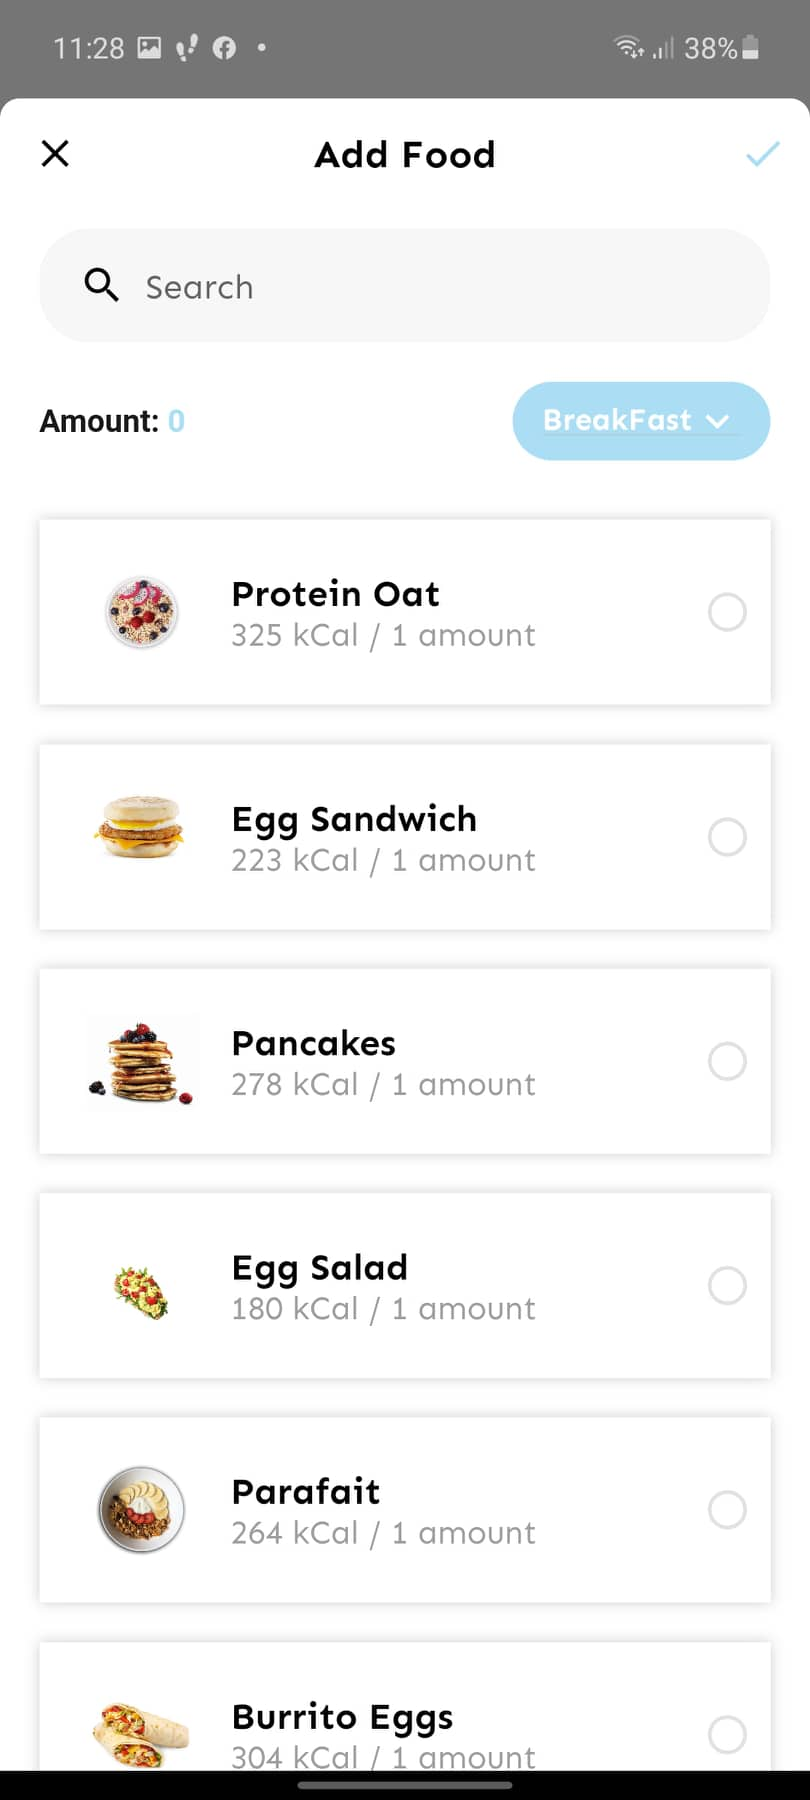 11:28
38%
Add Food
Search
Amount: 0
BreakFast
Protein Oat
325 kCal / 1 amount
Egg Sandwich
223 kCal / 1 amount
Pancakes
278 kCal / 1 amount
Egg Salad
180 kCal / 1 amount
Parafait
264 kCal / 1 amount
Burrito Eggs
304 kCal / 1 amount